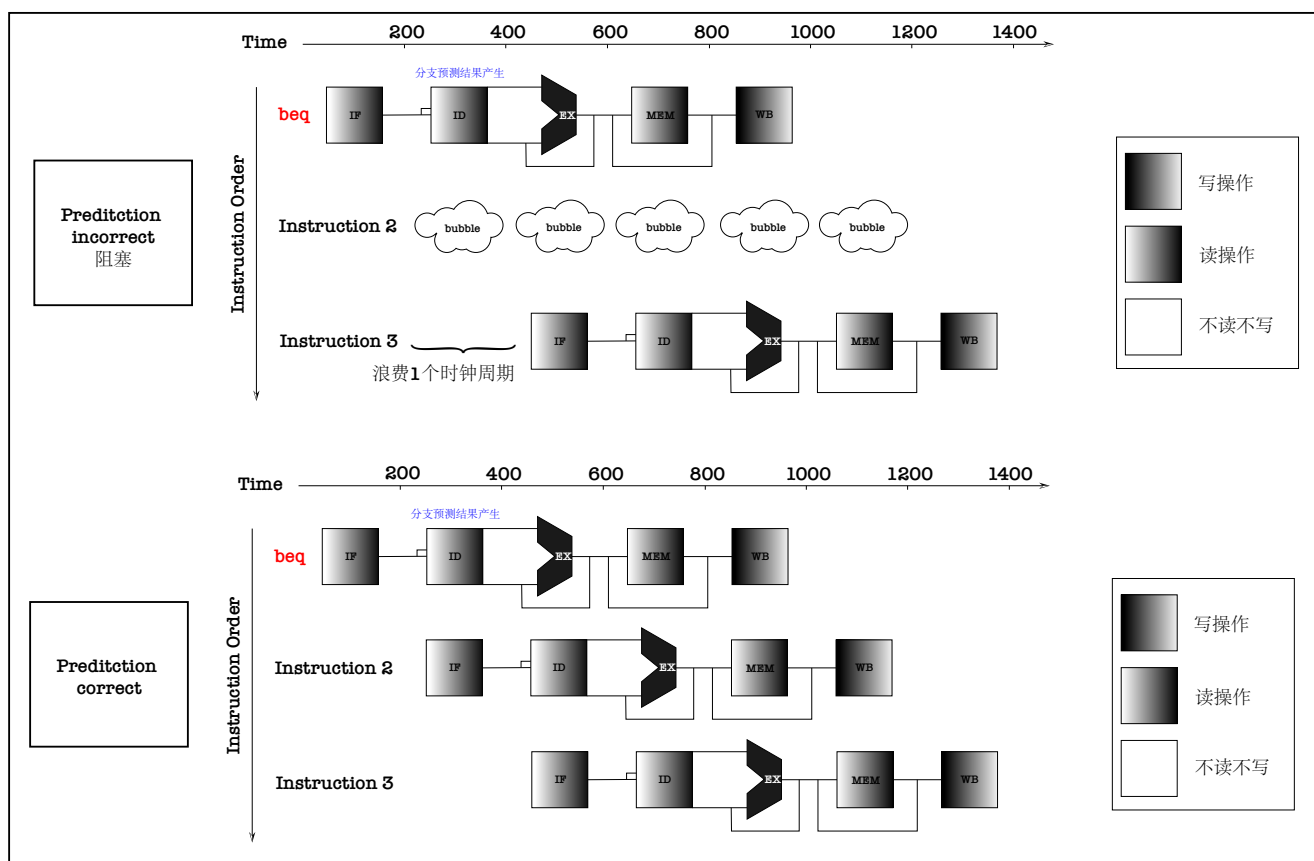 Time 200 400 600 800 1000 1200 1400
分支预测结果产生
beq IF ID EX MEM WB
Instruction Order
Preditction
incorrect
阻塞
Instruction 2 bubble bubble bubble bubble bubble
Instruction 3 IF ID EX MEM WB
浪费1个时钟周期
写操作
读操作
不读不写
Time 200 400 600 800 1000 1200 1400
分支预测结果产生
beq IF ID EX MEM WB
Instruction Order
Preditction
correct
Instruction 2 IF ID EX MEM WB
Instruction 3 IF ID EX MEM WB
写操作
读操作
不读不写